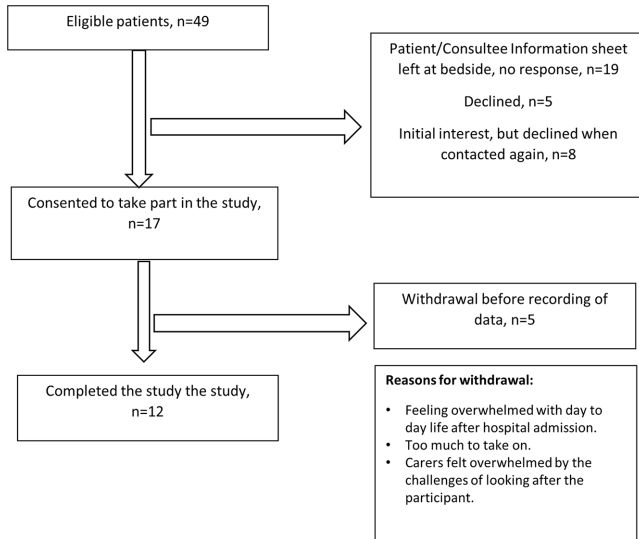 Eligible patients, n=49
Patient/Consultee Information sheet
left at bedside, no response, n=19
Declined, n=5
Initial interest, but declined when
contacted again, n=8
Consented to take part in the study,
n=17
Withdrawal before recording of
data, n=5
Completed the study the study,
n=12
Reasons for withdrawal:
• Feeling overwhelmed with day to
day life after hospital admission.
• Too much to take on.
• Carers felt overwhelmed by the
challenges of looking after the
participant.